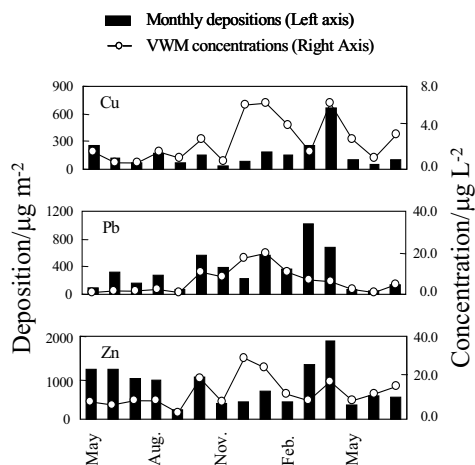 Monthly depositions (Left axis)
VWM concentrations (Right Axis)
Deposition/µg m-2
Concentration/µg L-2
Cu
900
600
300
0
8.0
4.0
0.0
Pb
1200
800
400
0
40.0
20.0
0.0
Zn
2000
1000
0
40.0
20.0
0.0
May
Aug.
Nov.
Feb.
May